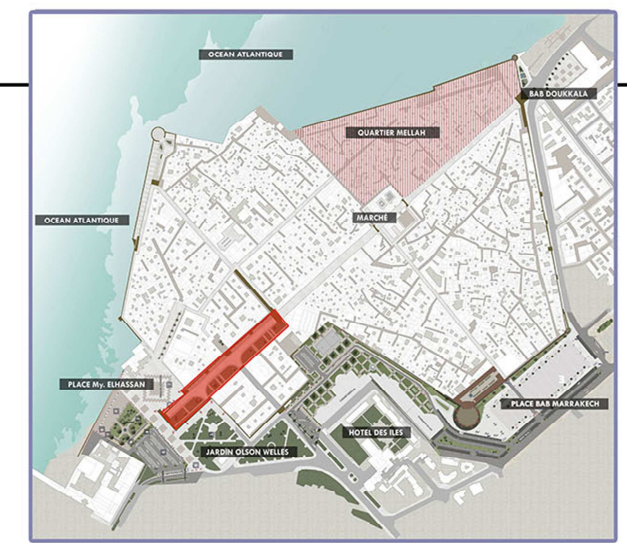 OCEAN ATLANTIQUE
BAB DOUKKALA
QUARTIER MELLAH
MARCHÉ
OCEAN ATLANTIQUE
PLACE My. ELHASSAN
PLACE BAB MARRAKECH
HOTEL DES ILES
JARDIN OLSON WELLES